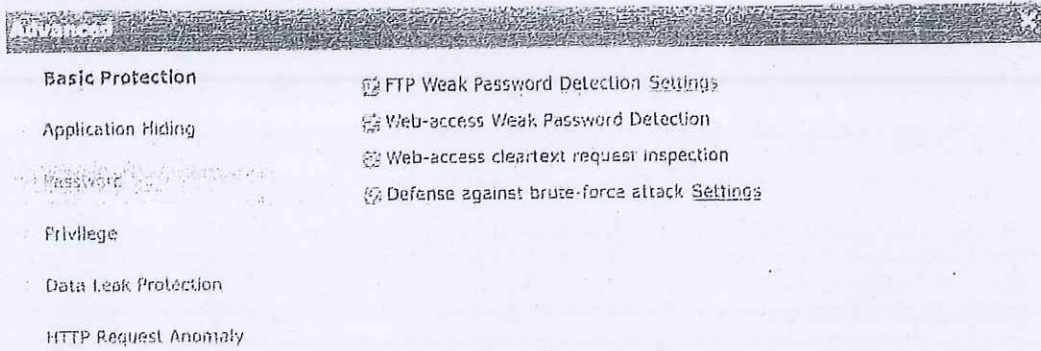 Advanced
Basic Protection
Application Hiding
Password
Privilege
Data Leak Protection
HTTP Request Anomaly
FTP Weak Password Detection Settings
Web-access Weak Password Detection
Web-access cleartext request inspection
Defense against brute-force attack Settings